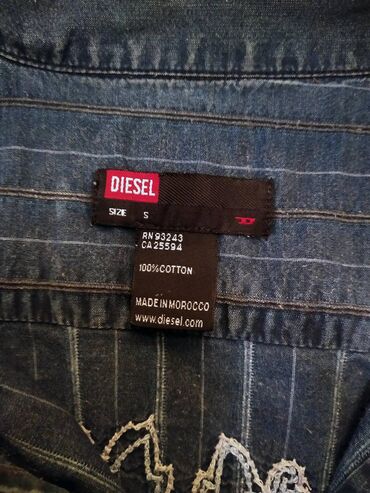 DIESEL
SIZE S
RN 93243
CA 25594
100% COTTON
MADE IN MOROCCO
www.diesel.com